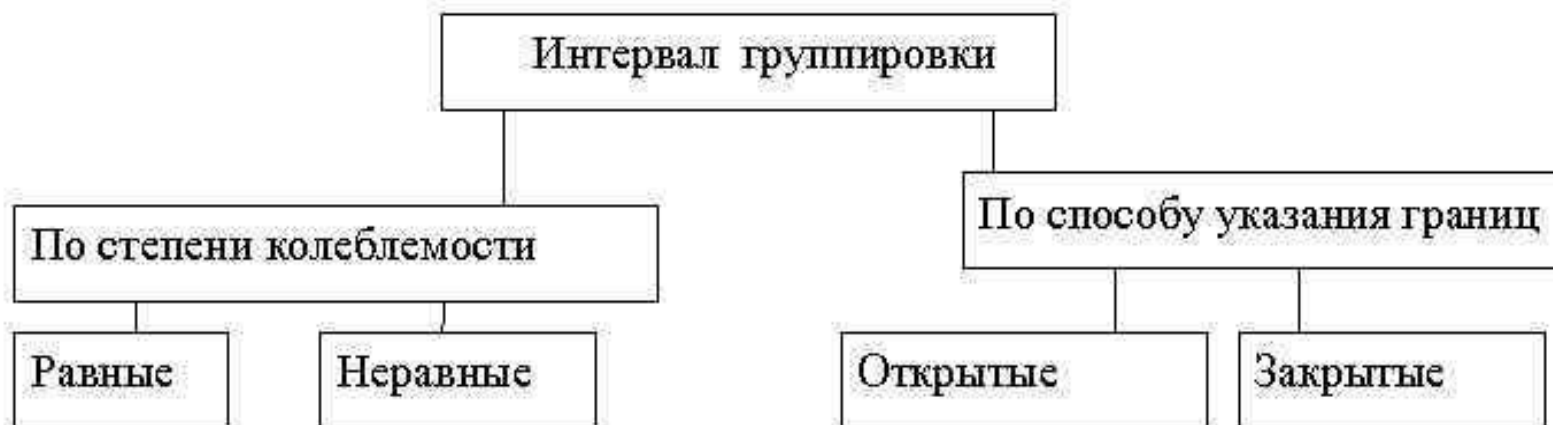 Интервал группировки
По степени колеблемости
По способу указания границ
Равные
Неравные
Открытые
Закрытые